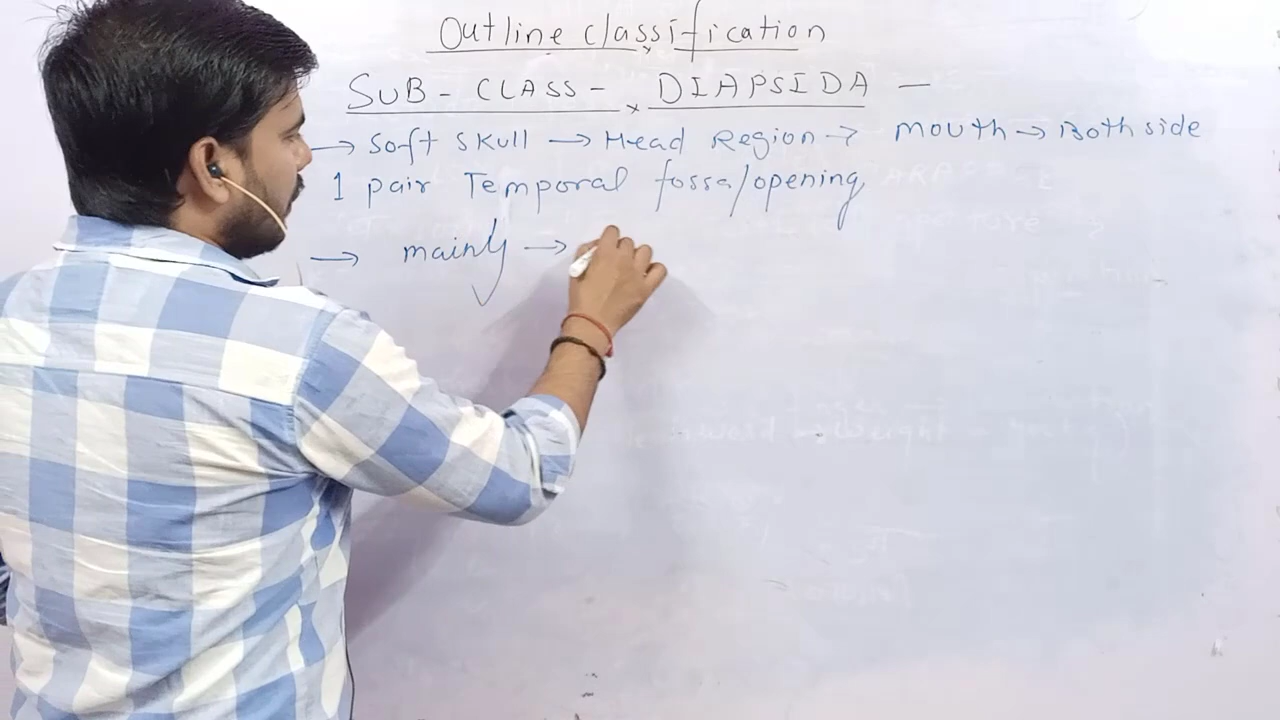 Outline classification
SUB - CLASS - DIAPSIDA —
→ Soft skull → Head Region → mouth → Both side
1 pair Temporal fossa/opening
→ mainly →